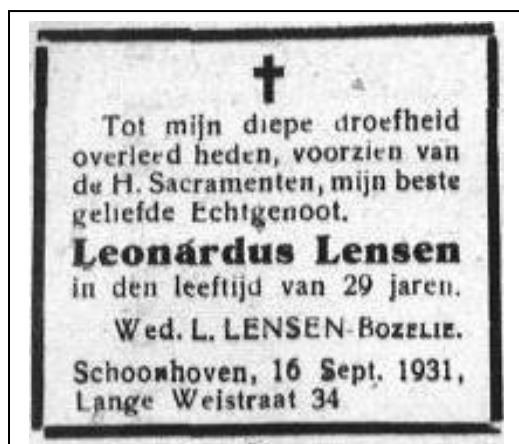 Tot mijn diepe droefheid
overleed heden, voorzien van
de H. Sacramenten, mijn beste
geliefde Echtgenoot.
Leonardus Lensen
in den leeftijd van 29 jaren.
Wed. L. LENSEN-BOZELIE.
Schoonhoven, 16 Sept. 1931,
Lange Weistraat 34